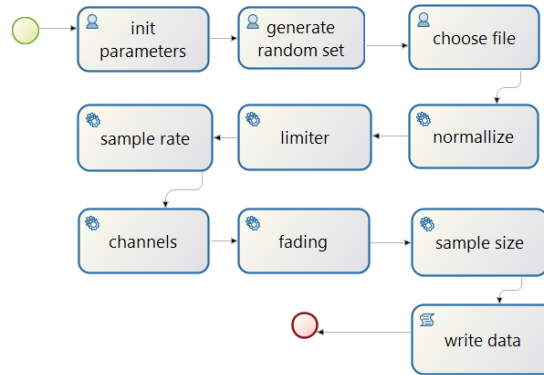 init
parameters
generate
random set
choose file
normallize
limiter
sample rate
channels
fading
sample size
write data